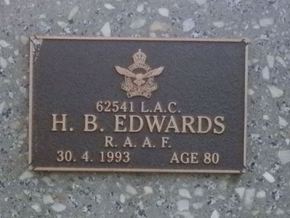 62541 L.A.C.
H. B. EDWARDS
R. A. A. F.
30. 4. 1993 AGE 80